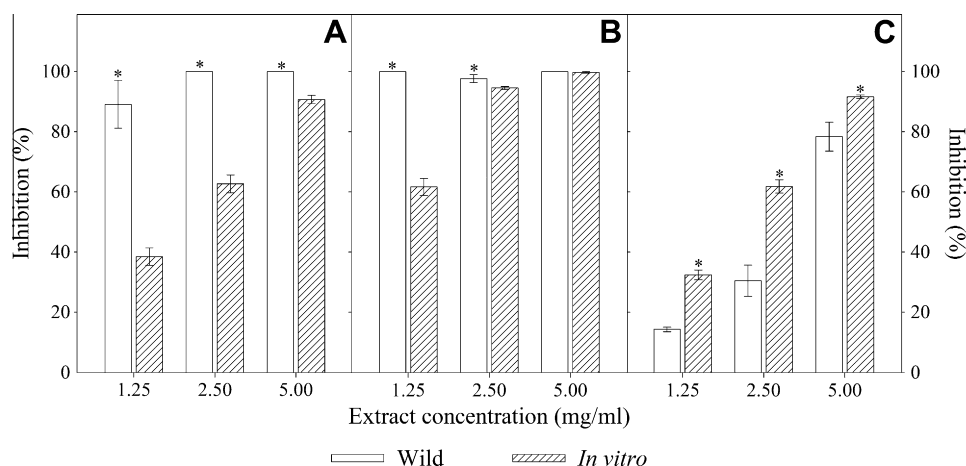 A B C
* * * * * * * *
100 100
80 80
60 60
40 40
20 20
0 0
Inhibition (%)
Inhibition (%)
1.25 2.50 5.00 1.25 2.50 5.00 1.25 2.50 5.00
Extract concentration (mg/ml)
Wild In vitro